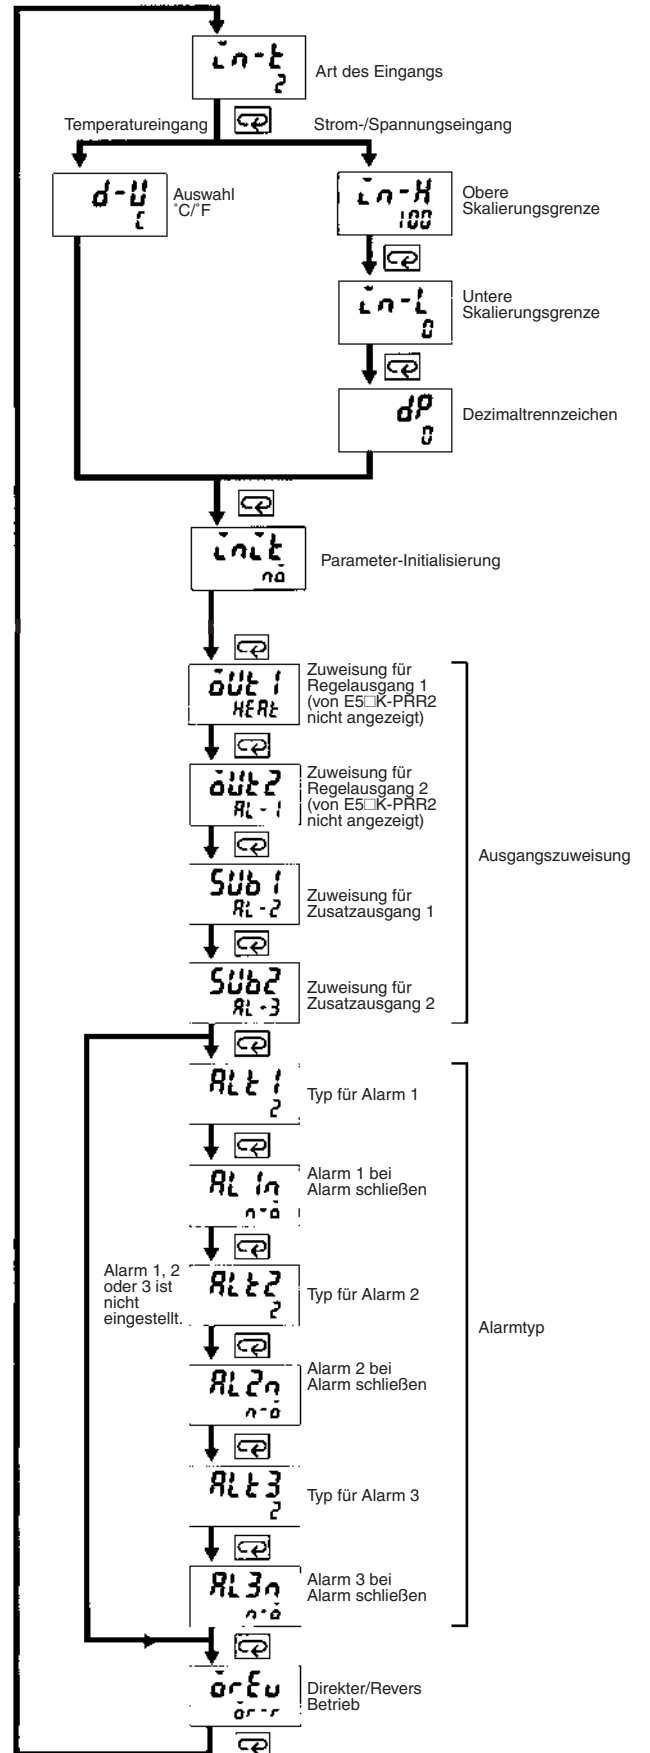 in-t
2
Art des Eingangs
Temperatureingang
Strom-/Spannungseingang
d-U
C
Auswahl
°C/°F
in-H
100
Obere
Skalierungsgrenze
in-L
0
Untere
Skalierungsgrenze
dP
0
Dezimaltrennzeichen
init
no
Parameter-Initialisierung
oUt1
HEAt
Zuweisung für
Regelausgang 1
(von E5□K-PRR2
nicht angezeigt)
oUt2
AL-1
Zuweisung für
Regelausgang 2
(von E5□K-PRR2
nicht angezeigt)
Ausgangszuweisung
SUb1
AL-2
Zuweisung für
Zusatzausgang 1
SUb2
AL-3
Zuweisung für
Zusatzausgang 2
ALt1
2
Typ für Alarm 1
AL1n
n-o
Alarm 1 bei
Alarm schließen
Alarm 1, 2
oder 3 ist
nicht
eingestellt.
ALt2
2
Typ für Alarm 2
Alarmtyp
AL2n
n-o
Alarm 2 bei
Alarm schließen
ALt3
2
Typ für Alarm 3
AL3n
n-o
Alarm 3 bei
Alarm schließen
orEv
or-r
Direkter/Revers
Betrieb